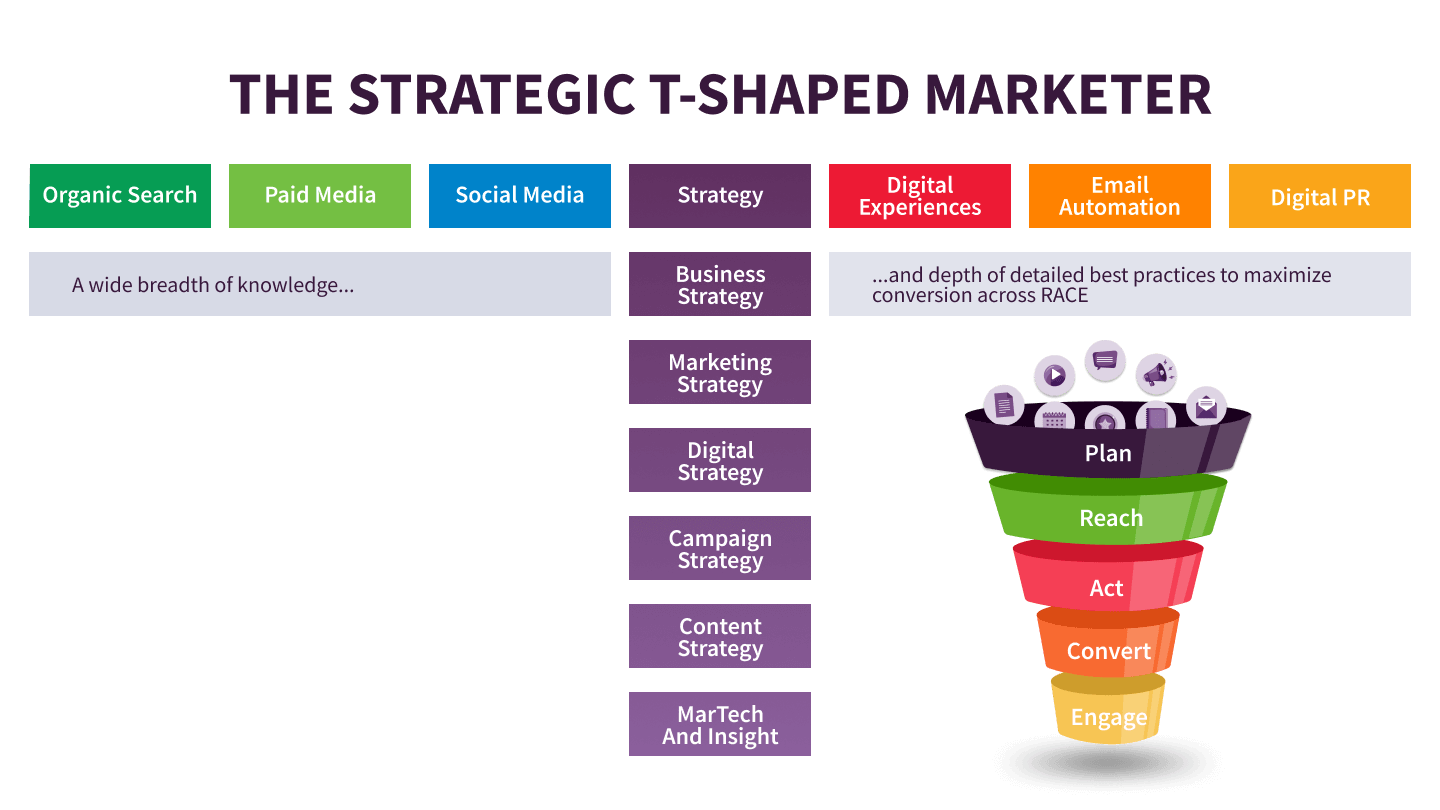 THE STRATEGIC T-SHAPED MARKETER
Organic Search
Paid Media
Social Media
Strategy
Digital
Experiences
Email
Automation
Digital PR
A wide breadth of knowledge...
Business
Strategy
...and depth of detailed best practices to maximize
conversion across RACE
Marketing
Strategy
Digital
Strategy
Campaign
Strategy
Content
Strategy
MarTech
And Insight
Plan
Reach
Act
Convert
Engage